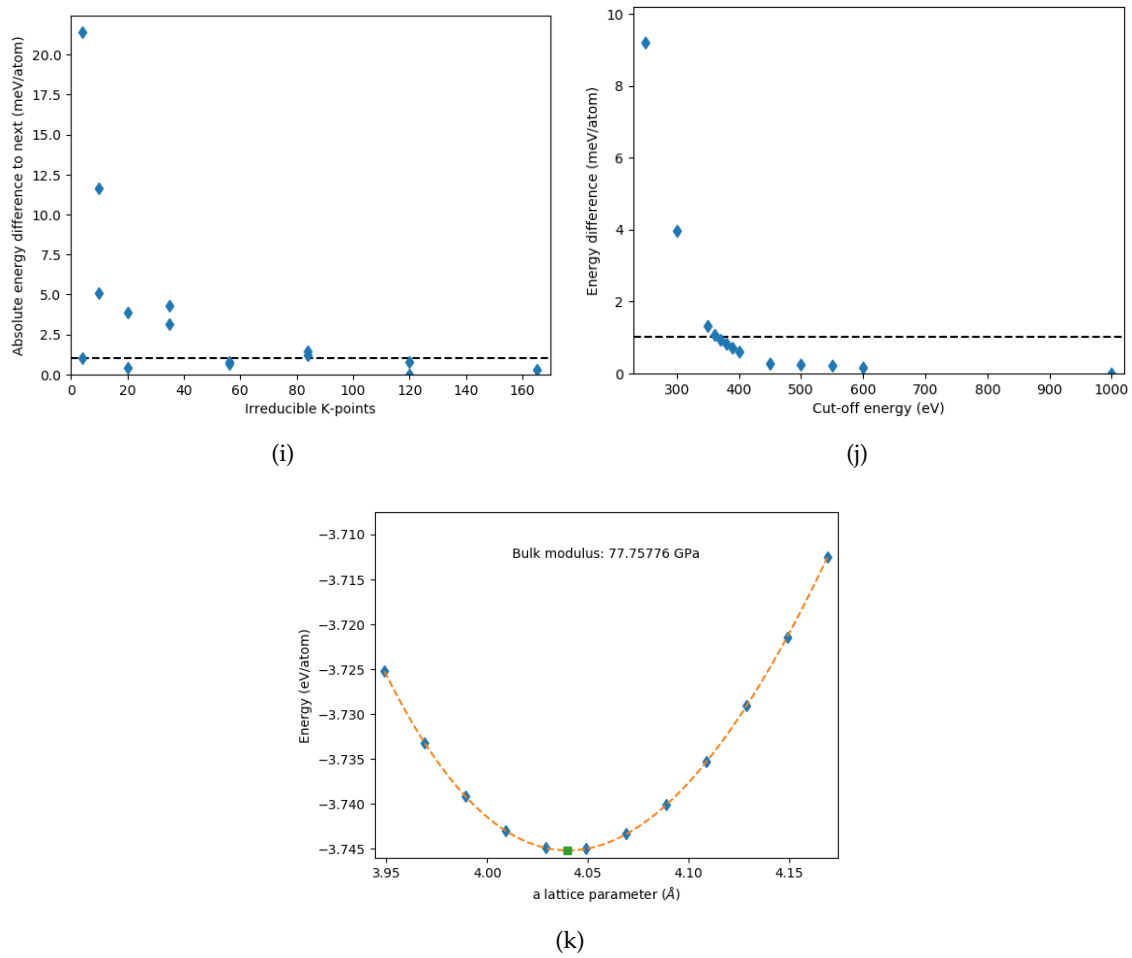 Absolute energy difference to next (meV/atom)
20.0
17.5
15.0
12.5
10.0
7.5
5.0
2.5
0.0
0 20 40 60 80 100 120 140 160
Irreducible K-points
(i)
Energy difference (meV/atom)
10
8
6
4
2
0
300 400 500 600 700 800 900 1000
Cut-off energy (eV)
(j)
Energy (eV/atom)
−3.710
−3.715
−3.720
−3.725
−3.730
−3.735
−3.740
−3.745
Bulk modulus: 77.75776 GPa
3.95 4.00 4.05 4.10 4.15
a lattice parameter (Å)
(k)